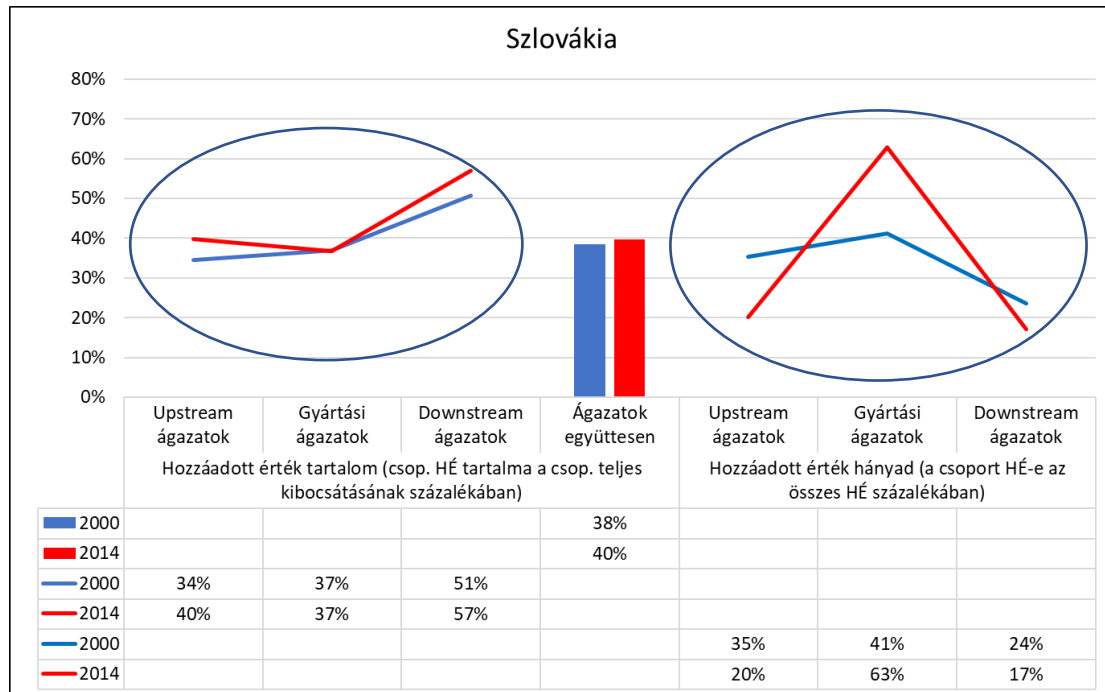 Szlovákia
80%
70%
60%
50%
40%
30%
20%
10%
0%
Upstream ágazatok
Gyártási ágazatok
Downstream ágazatok
Ágazatok együttesen
Upstream ágazatok
Gyártási ágazatok
Downstream ágazatok
Hozzáadott érték tartalom (csop. HÉ tartalma a csop. teljes
kibocsátásának százalékában)
Hozzáadott érték hányad (a csoport HÉ-e az
összes HÉ százalékában)
2000 38%
2014 40%
2000 34% 37% 51%
2014 40% 37% 57%
2000 35% 41% 24%
2014 20% 63% 17%